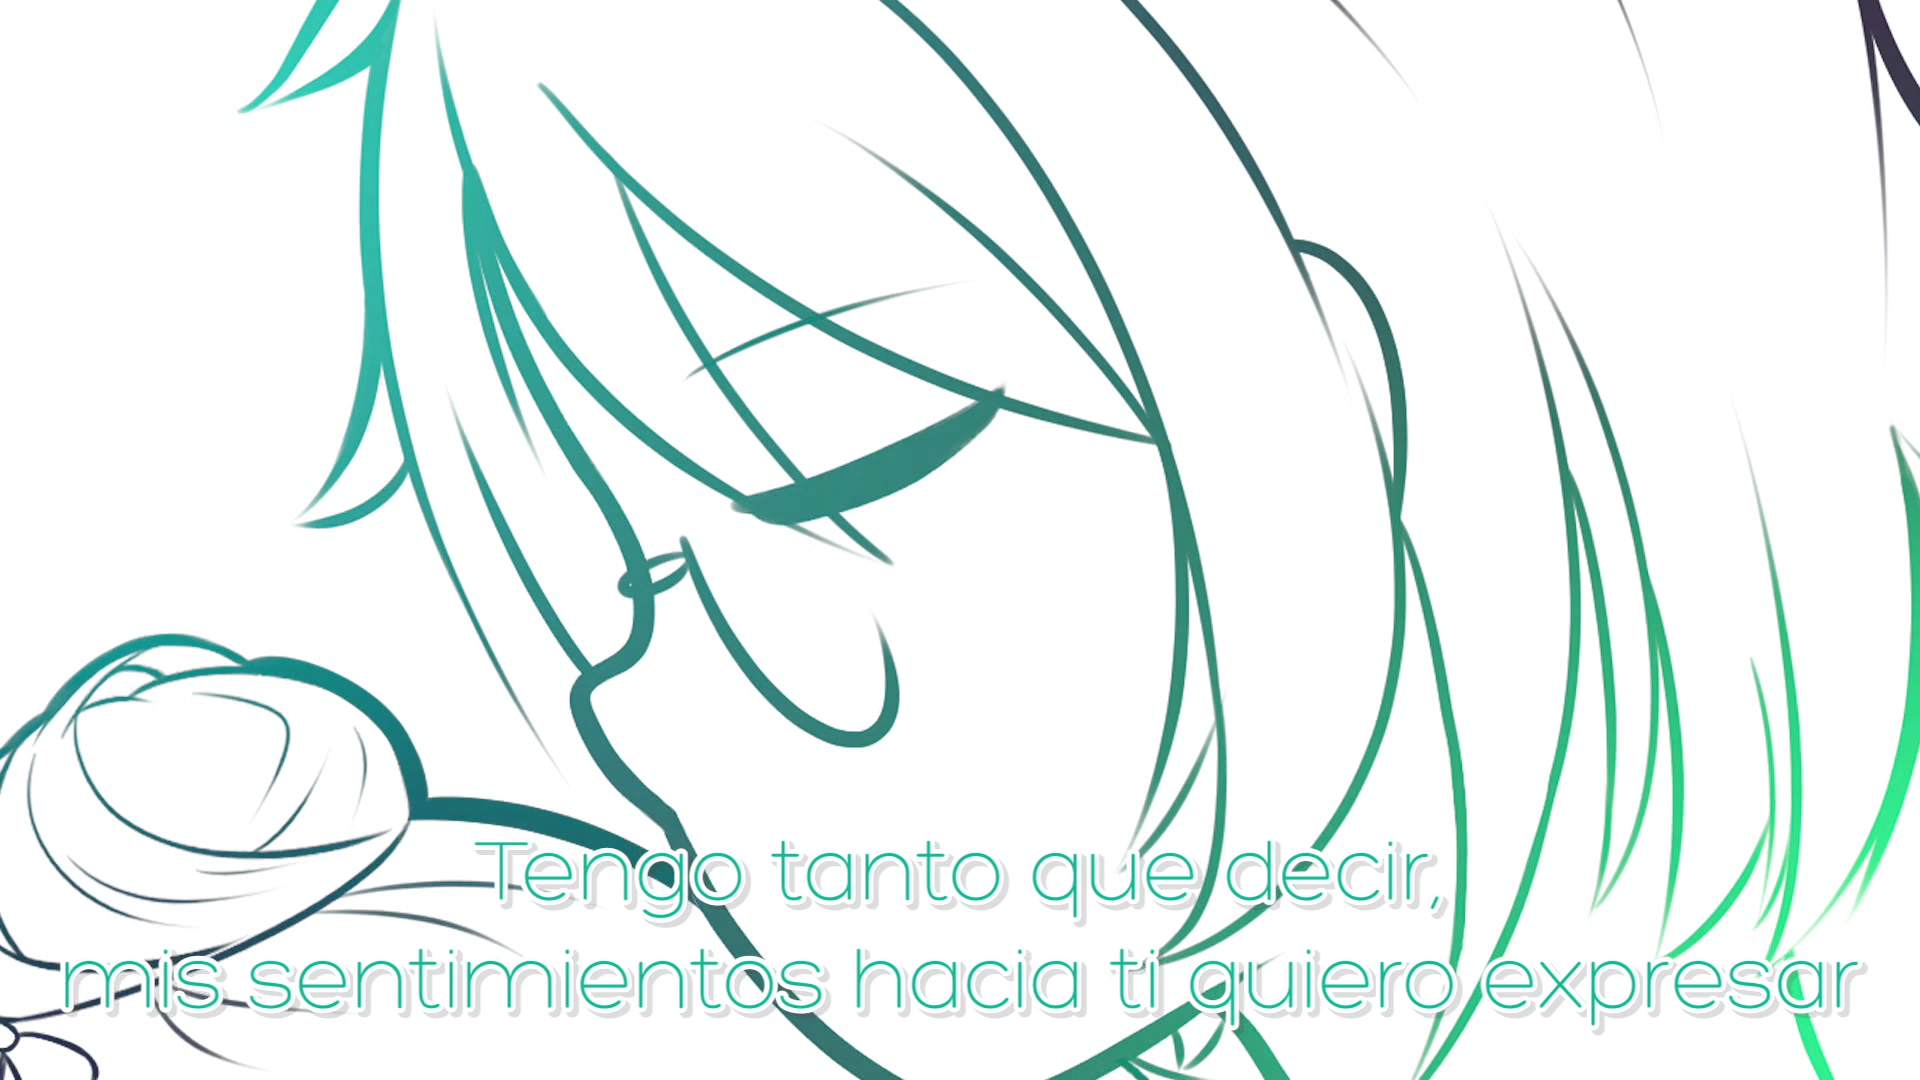 Tengo tanto que decir,
mis sentimientos hacia ti quiero expresar